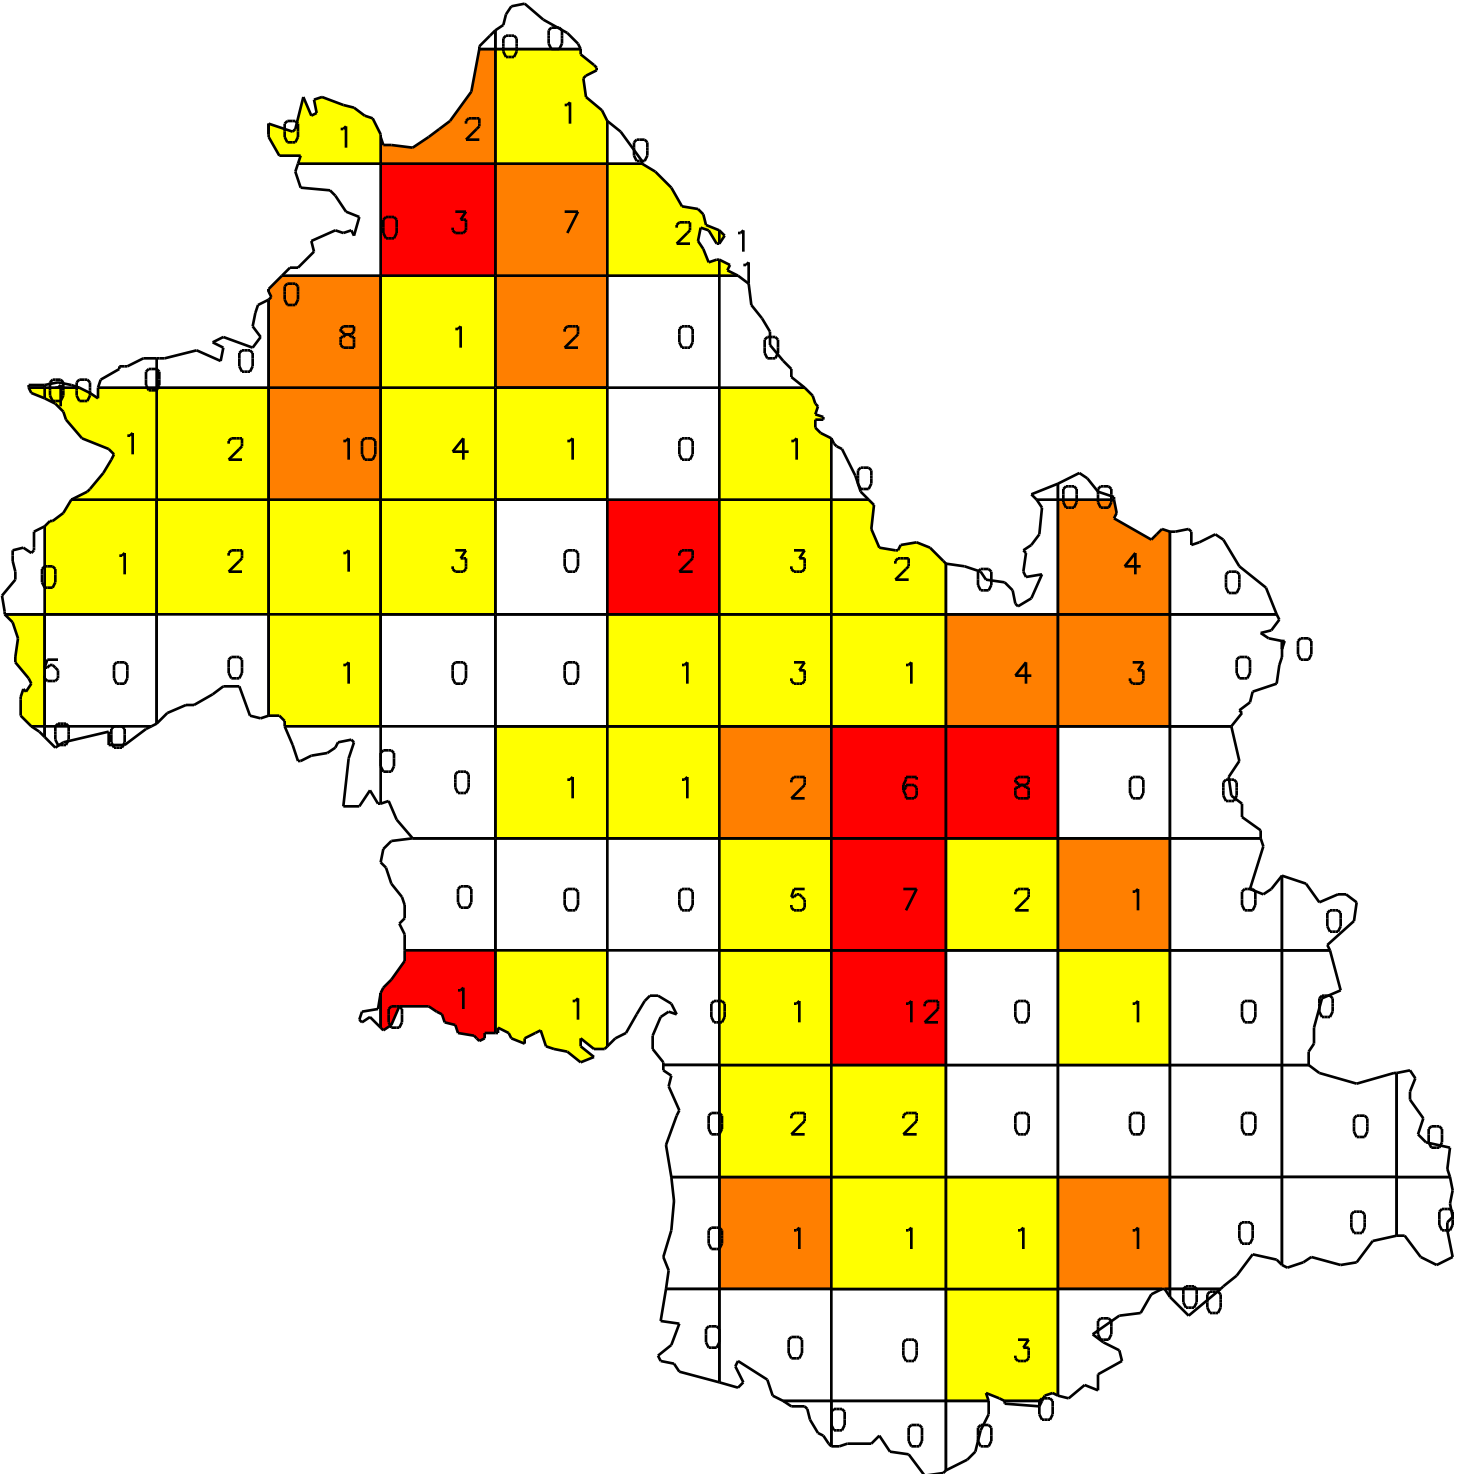 0 0
0 1 2 1 0
0 3 7 2 1
1
0 8 1 2 0 0
0 0 0 0
1 2 10 4 1 0 1 0
0 0
0 1 2 1 3 0 2 3 2 0 4 0
5 0 0 1 0 0 1 3 1 4 3 0 0
0 0
0 0 1 1 2 6 8 0 0
0 0 0 5 7 2 1 0 0
0 1 1 0 1 12 0 1 0 0
0 2 2 0 0 0 0 0
0 1 1 1 1 0 0 0
0 0
0 0 0 3 0
0 0 0 0